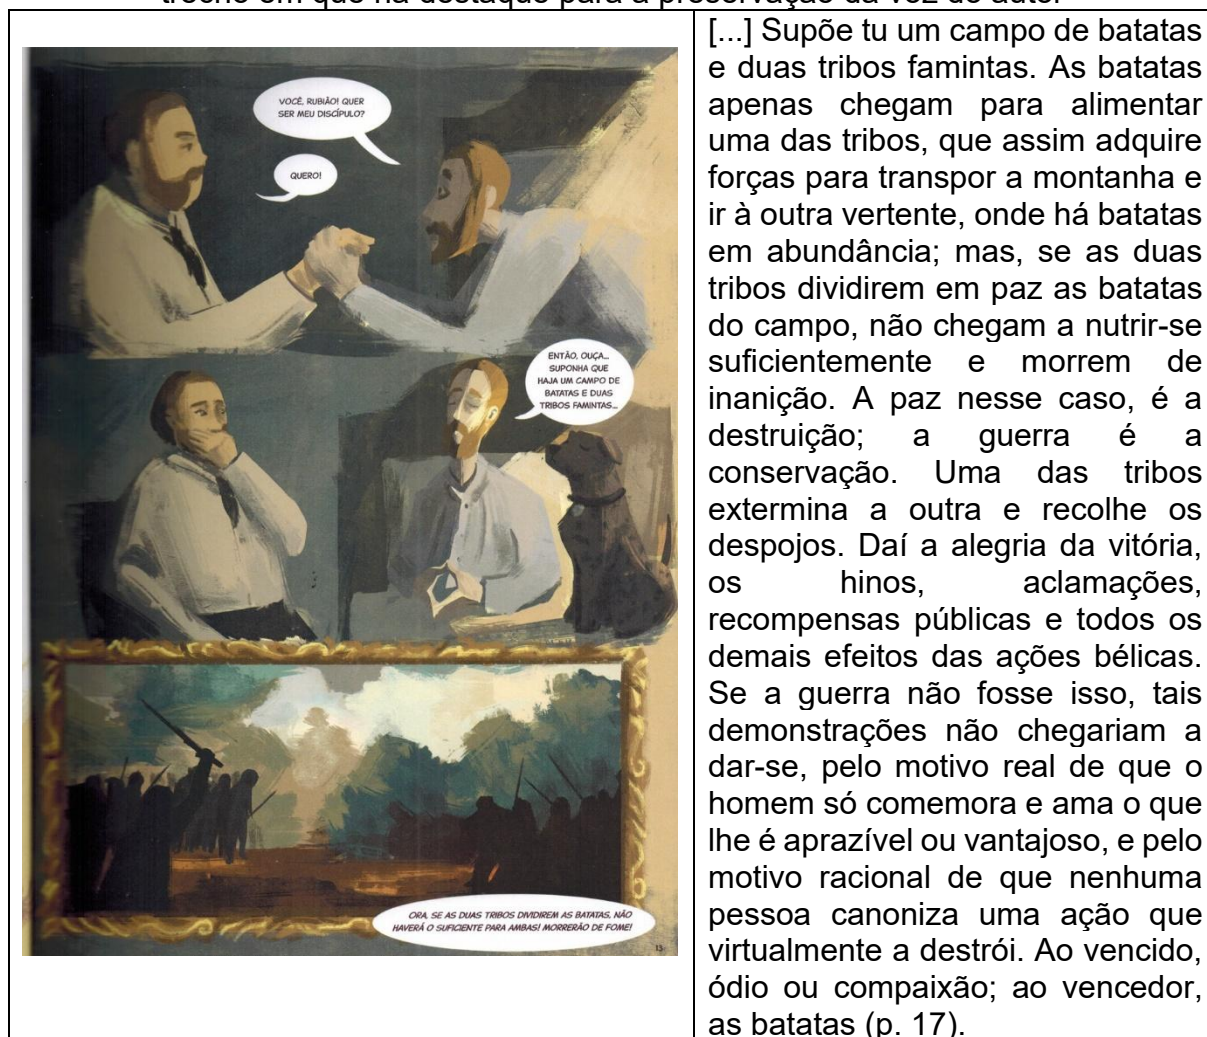 trecho em que há destaque para a preservação da voz do autor
VOCÊ, RUBIÃO! QUER
SER MEU DISCÍPULO?
QUERO!
ENTÃO, OUÇA...
SUPONHA QUE
HAJA UM CAMPO DE
BATATAS E DUAS
TRIBOS FAMINTAS...
ORA, SE AS DUAS TRIBOS DIVIDIREM AS BATATAS, NÃO
HAVERÁ O SUFICIENTE PARA AMBAS! MORRERÃO DE FOME!
13
[...] Supõe tu um campo de batatas
e duas tribos famintas. As batatas
apenas chegam para alimentar
uma das tribos, que assim adquire
forças para transpor a montanha e
ir à outra vertente, onde há batatas
em abundância; mas, se as duas
tribos dividirem em paz as batatas
do campo, não chegam a nutrir-se
suficientemente e morrem de
inanição. A paz nesse caso, é a
destruição; a guerra é a
conservação. Uma das tribos
extermina a outra e recolhe os
despojos. Daí a alegria da vitória,
os hinos, aclamações,
recompensas públicas e todos os
demais efeitos das ações bélicas.
Se a guerra não fosse isso, tais
demonstrações não chegariam a
dar-se, pelo motivo real de que o
homem só comemora e ama o que
lhe é aprazível ou vantajoso, e pelo
motivo racional de que nenhuma
pessoa canoniza uma ação que
virtualmente a destrói. Ao vencido,
ódio ou compaixão; ao vencedor,
as batatas (p. 17).